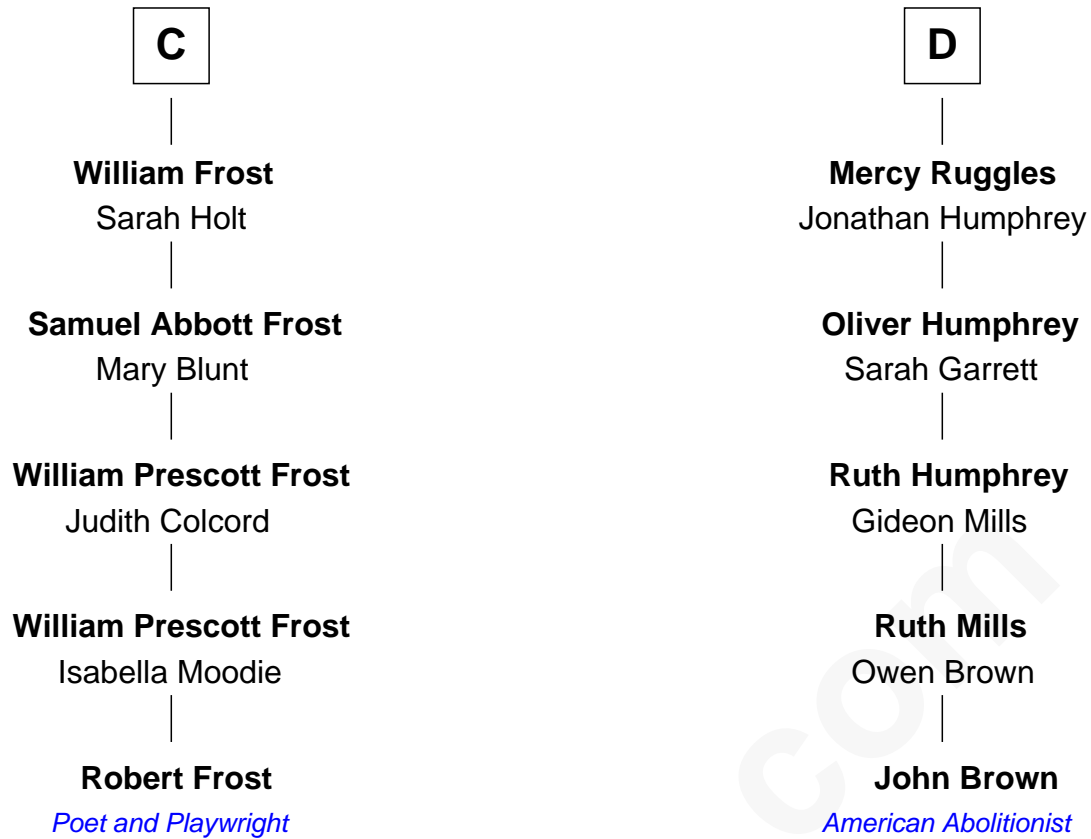 C
William Frost
Sarah Holt
Samuel Abbott Frost
Mary Blunt
William Prescott Frost
Judith Colcord
William Prescott Frost
Isabella Moodie
Robert Frost
Poet and Playwright
D
Mercy Ruggles
Jonathan Humphrey
Oliver Humphrey
Sarah Garrett
Ruth Humphrey
Gideon Mills
Ruth Mills
Owen Brown
John Brown
American Abolitionist
com